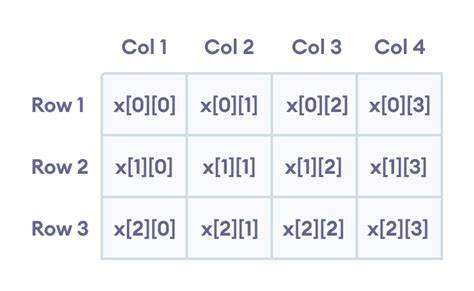 Col 1 Col 2 Col 3 Col 4
Row 1 x[0][0] x[0][1] x[0][2] x[0][3]
Row 2 x[1][0] x[1][1] x[1][2] x[1][3]
Row 3 x[2][0] x[2][1] x[2][2] x[2][3]